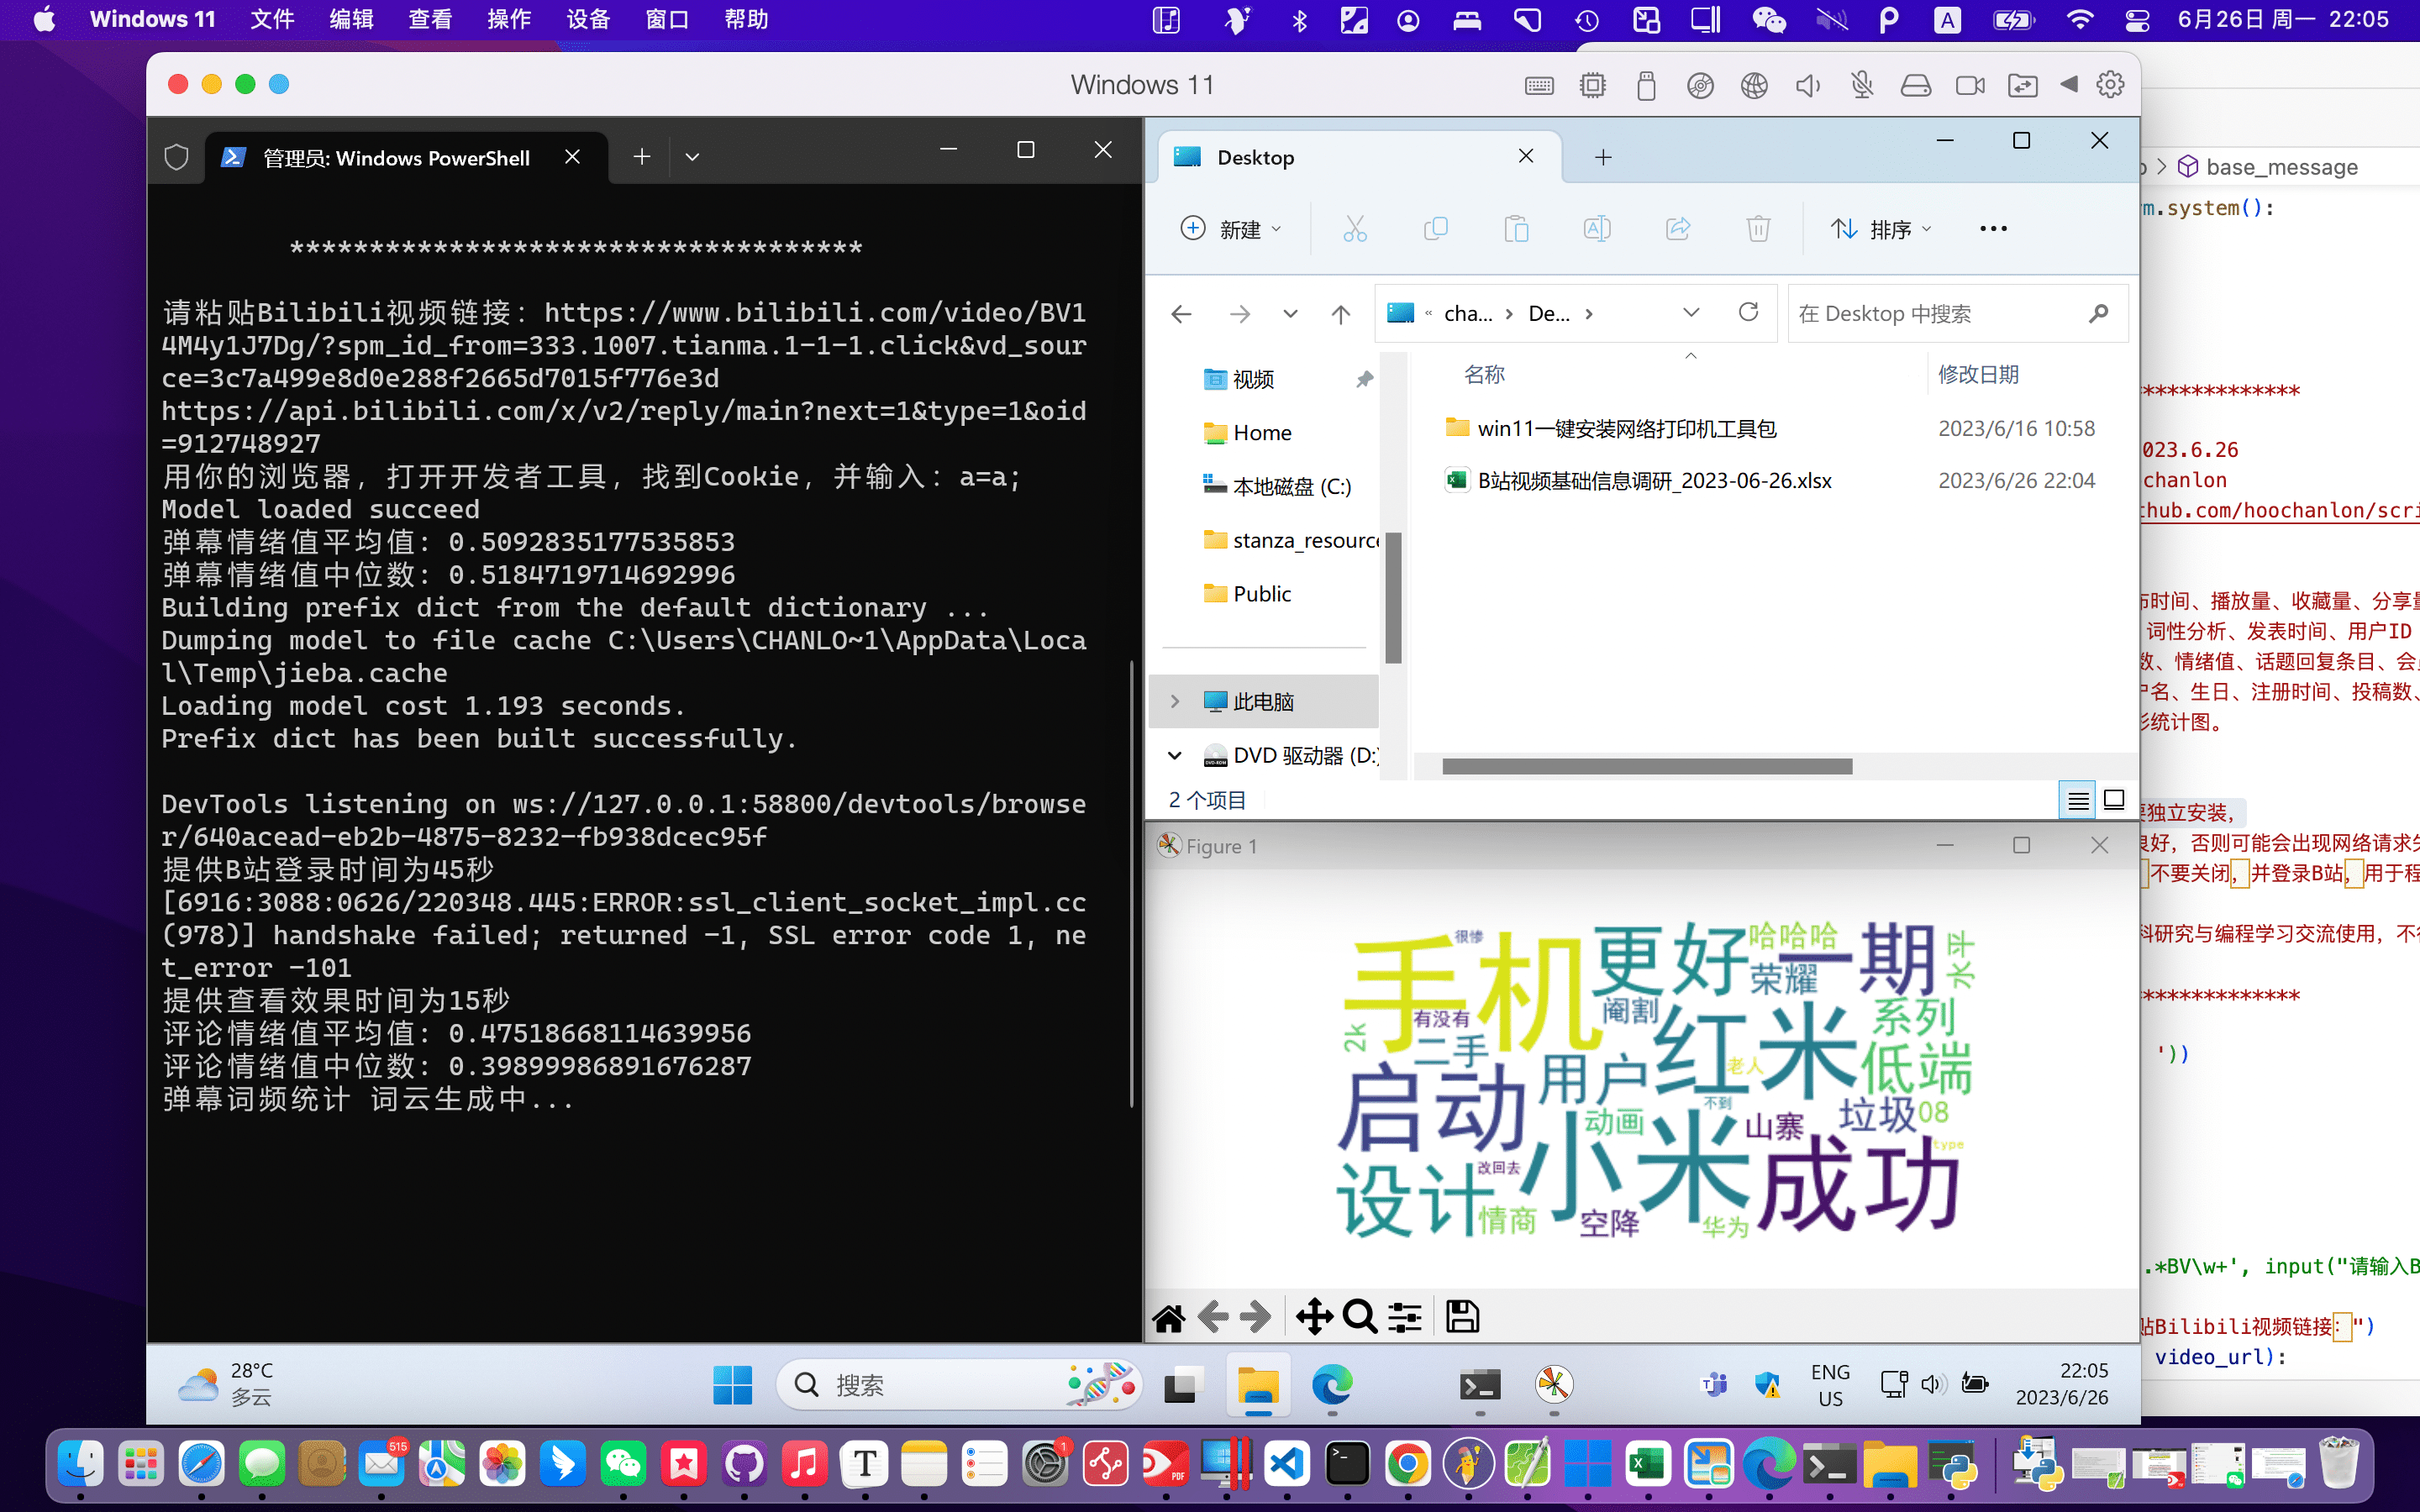 Windows 11 文件 编辑 查看 操作 设备 窗口 帮助
6月26日 周一 22:05
Windows 11
管理员: Windows PowerShell
************************************
请粘贴Bilibili视频链接：https://www.bilibili.com/video/BV1
4M4y1J7Dg/?spm_id_from=333.1007.tianma.1-1-1.click&vd_sour
ce=3c7a499e8d0e288f2665d7015f776e3d
https://api.bilibili.com/x/v2/reply/main?next=1&type=1&oid
=912748927
用你的浏览器，打开开发者工具，找到Cookie，并输入：a=a;
Model loaded succeed
弹幕情绪值平均值：0.5092835177535853
弹幕情绪值中位数：0.5184719714692996
Building prefix dict from the default dictionary ...
Dumping model to file cache C:\Users\CHANLO~1\AppData\Loca
l\Temp\jieba.cache
Loading model cost 1.193 seconds.
Prefix dict has been built successfully.
DevTools listening on ws://127.0.0.1:58800/devtools/browse
r/640acead-eb2b-4875-8232-fb938dcec95f
提供B站登录时间为45秒
[6916:3088:0626/220348.445:ERROR:ssl_client_socket_impl.cc
(978)] handshake failed; returned -1, SSL error code 1, ne
t_error -101
提供查看效果时间为15秒
评论情绪值平均值：0.47518668114639956
评论情绪值中位数：0.39899986891676287
弹幕词频统计 词云生成中...
Desktop
新建
排序
« cha... › De... ›
在 Desktop 中搜索
名称 修改日期
视频
Home
本地磁盘 (C:)
stanza_resource
Public
此电脑
DVD 驱动器 (D:)
win11一键安装网络打印机工具包 2023/6/16 10:58
B站视频基础信息调研_2023-06-26.xlsx 2023/6/26 22:04
2 个项目
Figure 1
很惨
手机
更好
哈哈哈
一期
水平
荣耀
阉割
有没有
2k
二手
红米
系列
低端
老人
用户
启动
不到
动画
小米
山寨
垃圾
08
type
改回去
设计
情商
空降
华为
成功
base_message
m.system():
**************
023.6.26
chanlon
thub.com/hoochanlon/scri
布时间、播放量、收藏量、分享量
词性分析、发表时间、用户ID
数、情绪值、话题回复条目、会
户名、生日、注册时间、投稿数、
形统计图。
要独立安装，
良好，否则可能会出现网络请求失
不要关闭，并登录B站，用于程
科研究与编程学习交流使用，不得
**************
'))
.*BV\w+', input("请输入B
贴Bilibili视频链接：")
video_url):
28°C
多云
搜索
ENG
US
22:05
2023/6/26
515
1
PDF